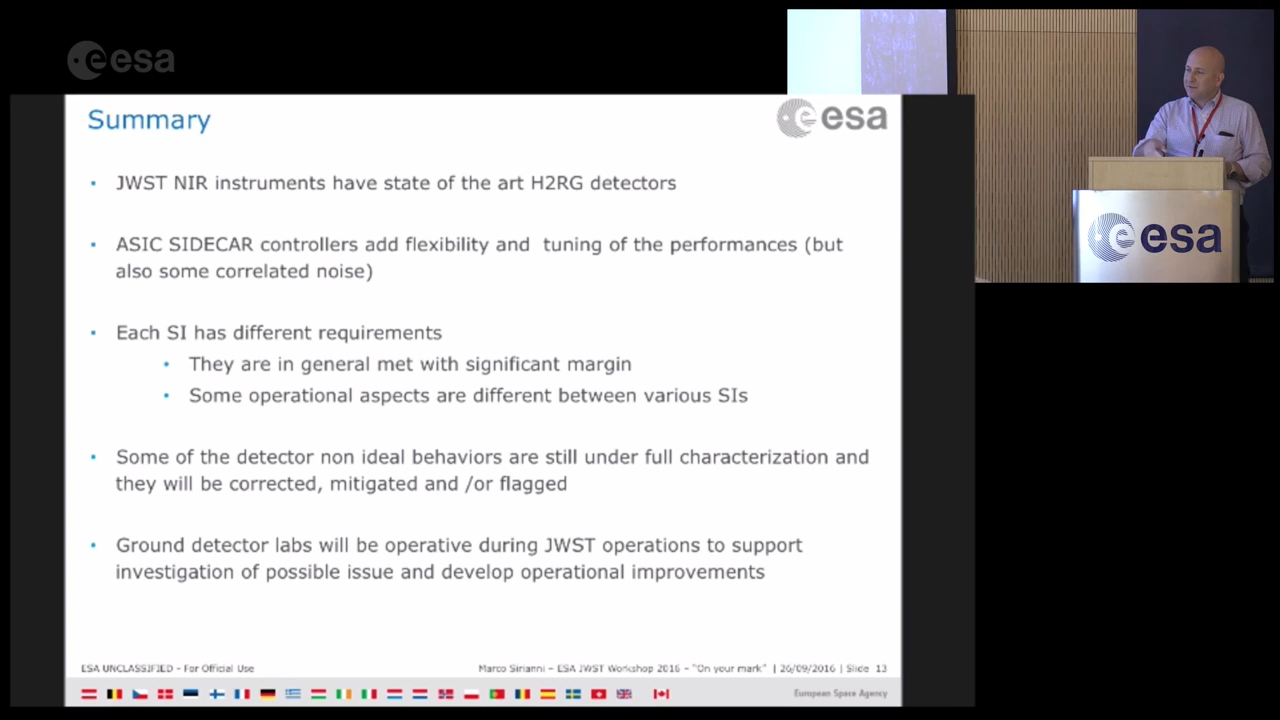 esa
Summary
esa
• JWST NIR instruments have state of the art H2RG detectors
• ASIC SIDECAR controllers add flexibility and tuning of the performances (but
also some correlated noise)
• Each SI has different requirements
• They are in general met with significant margin
• Some operational aspects are different between various SIs
• Some of the detector non ideal behaviors are still under full characterization and
they will be corrected, mitigated and /or flagged
• Ground detector labs will be operative during JWST operations to support
investigation of possible issue and develop operational improvements
ESA UNCLASSIFIED - For Official Use
Marco Sirianni – ESA JWST Workshop 2016 – "On your mark" | 26/09/2016 | Slide 13
European Space Agency
esa